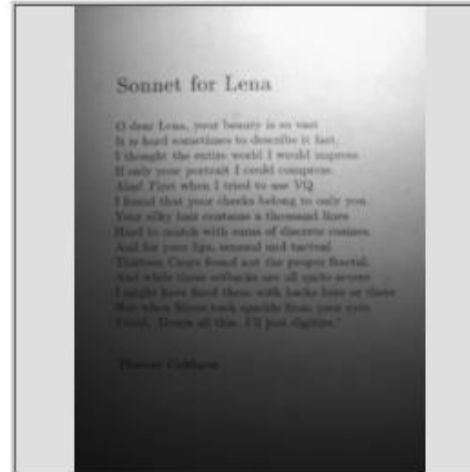 Sonnet for Lena
O dear Lena, your beauty is so vast
It is hard sometimes to describe it fast.
I thought the entire world I would impress
If only your portrait I could compress.
Alas! First when I tried to use VQ
I found that your cheeks belong to only you.
Your silky hair contains a thousand lines
Hard to match with sums of discrete cosines.
And for your lips, sensual and tactual
Thirteen Crays found not the proper fractal.
And while these setbacks are all quite severe
I might have fixed them with hacks here or there
But when filters took sparkle from your eyes
I said, 'Damn all this. I'll just digitize.'
Thomas Colthurst